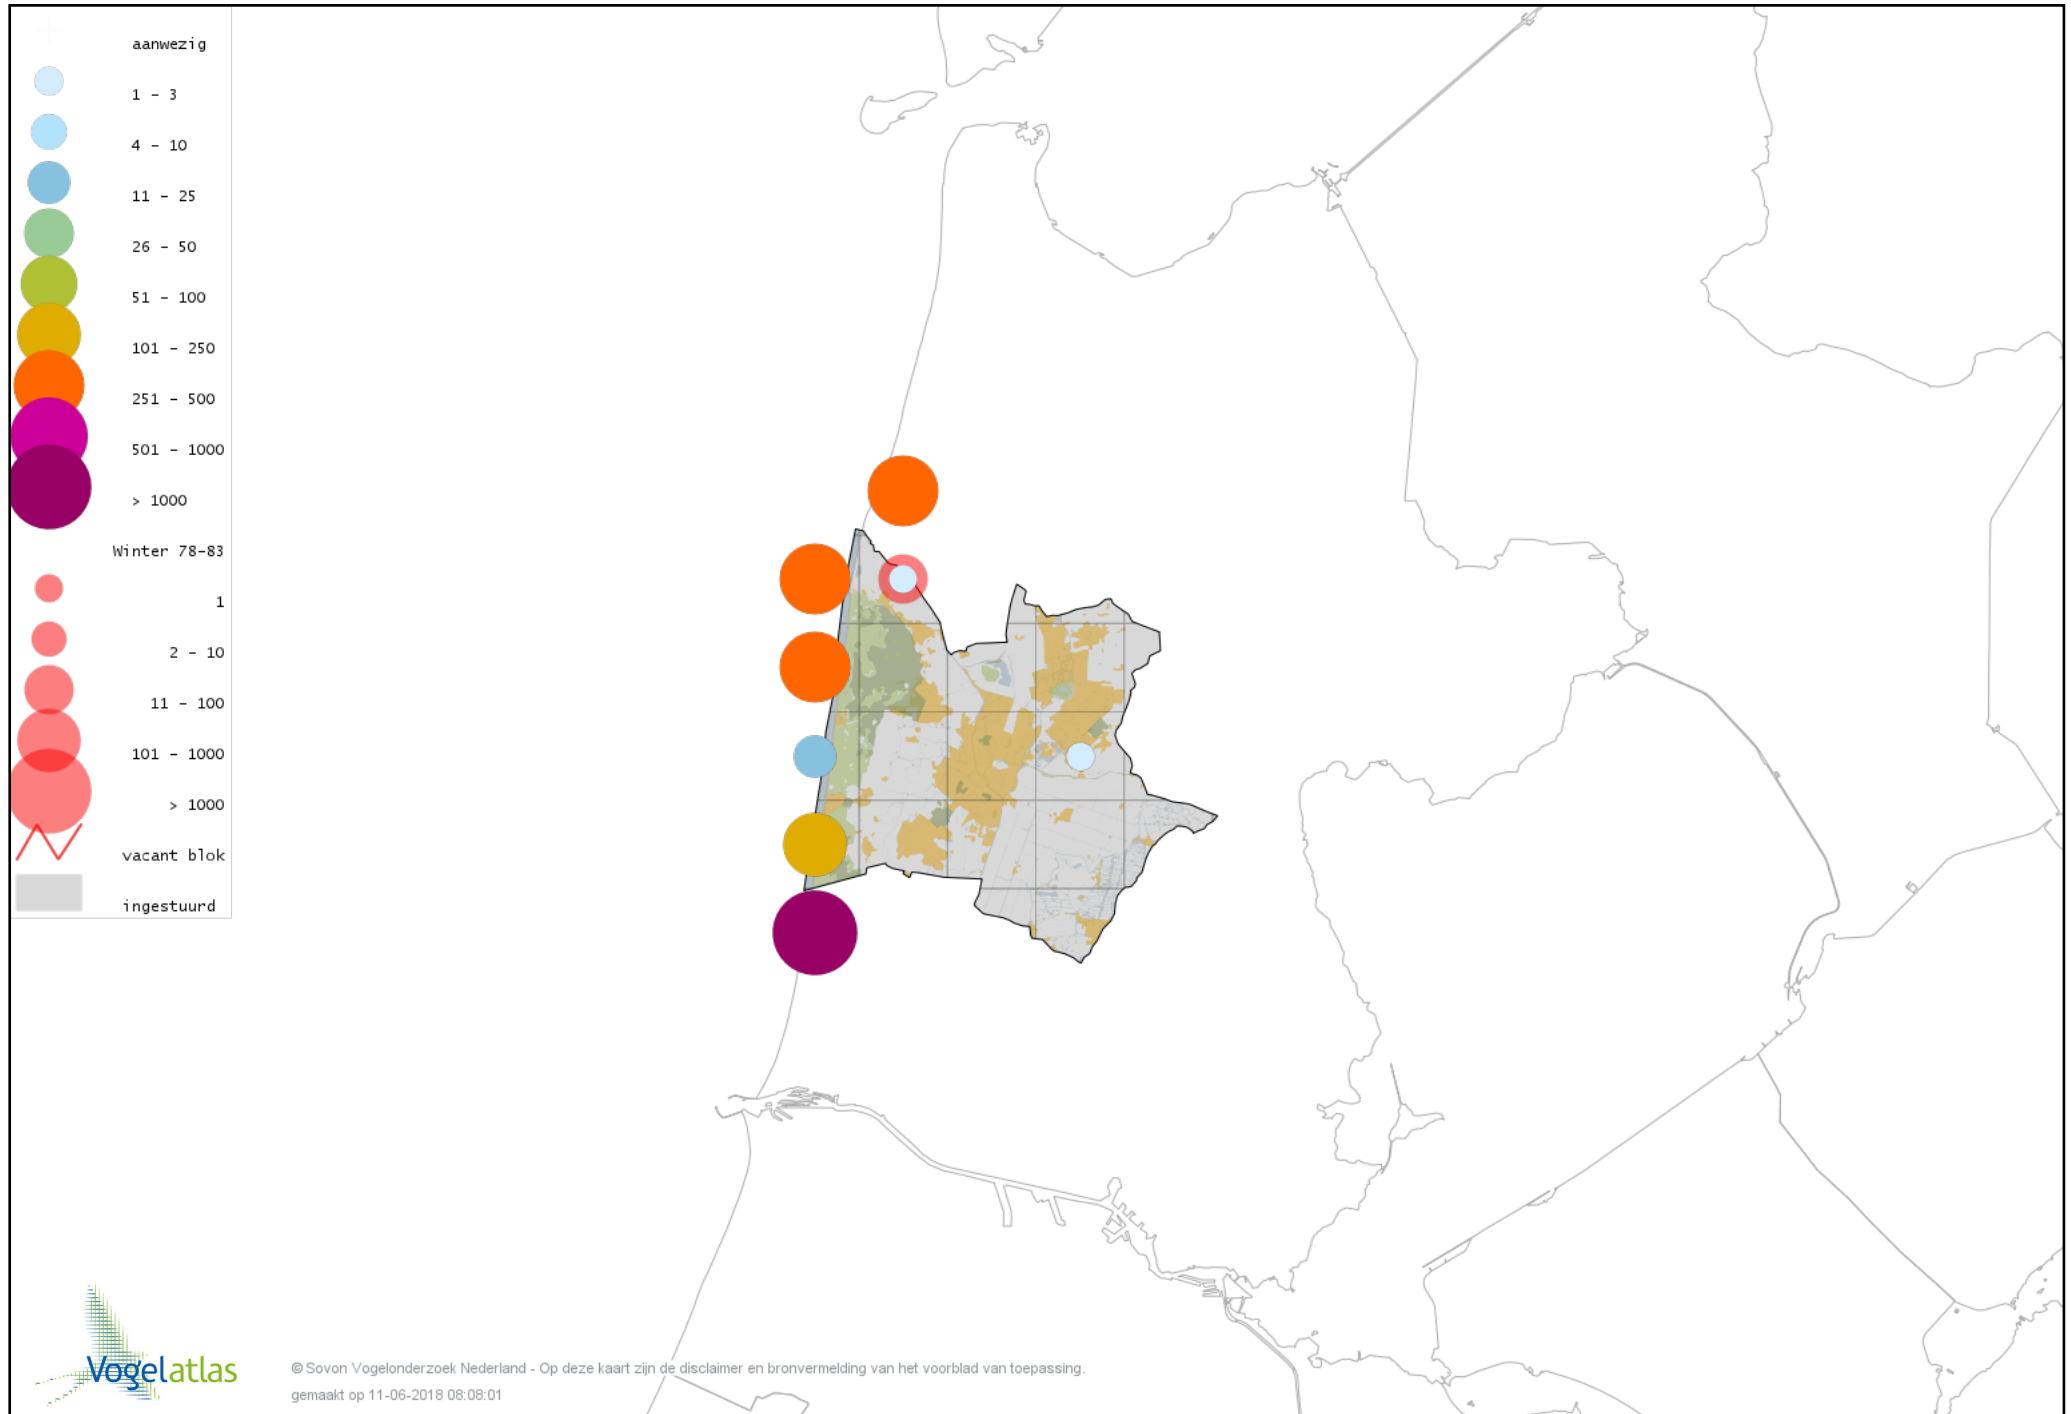 aanwezig
1 - 3
4 - 10
11 - 25
26 - 50
51 - 100
101 - 250
251 - 500
501 - 1000
> 1000
Winter 78-83
1
2 - 10
11 - 100
101 - 1000
> 1000
vacant blok
ingestuurd
Vogelatlas
© Sovon Vogelonderzoek Nederland - Op deze kaart zijn de disclaimer en bronvermelding van het voorblad van toepassing.
gemaakt op 11-06-2018 08:08:01